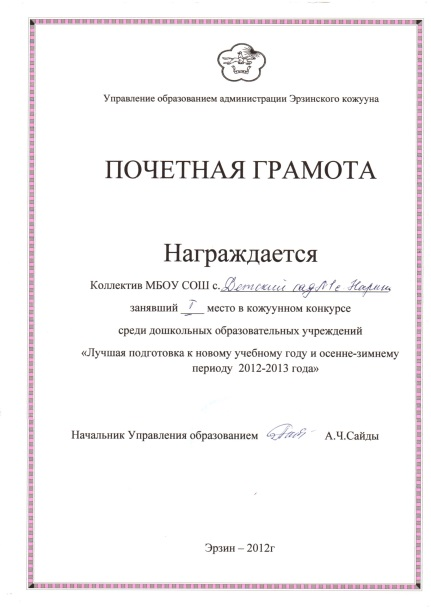 Управление образованием администрации Эрзинского кожууна
ПОЧЕТНАЯ ГРАМОТА
Награждается
Коллектив МБОУ СОШ с. Детский сад №1 с Нарын
занявший I место в кожуунном конкурсе
среди дошкольных образовательных учреждений
«Лучшая подготовка к новому учебному году и осенне-зимнему
периоду 2012-2013 года»
Начальник Управления образованием А.Ч.Сайды
Эрзин – 2012г